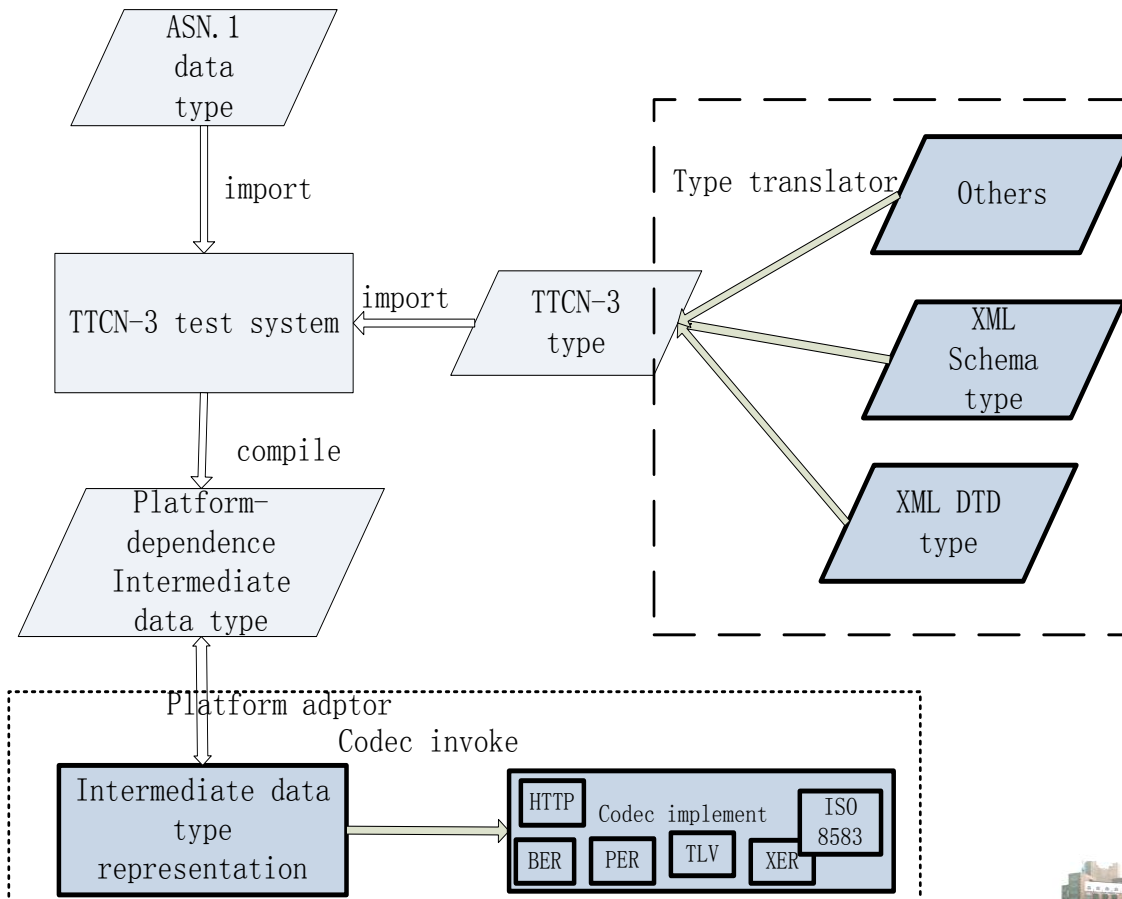 ASN.1
data
type
import
Type translator
Others
TTCN-3 test system
import
TTCN-3
type
XML
Schema
type
compile
XML DTD
type
Platform-
dependence
Intermediate
data type
Platform adptor
Codec invoke
Intermediate data
type
representation
HTTP
Codec implement
ISO
8583
BER
PER
TLV
XER